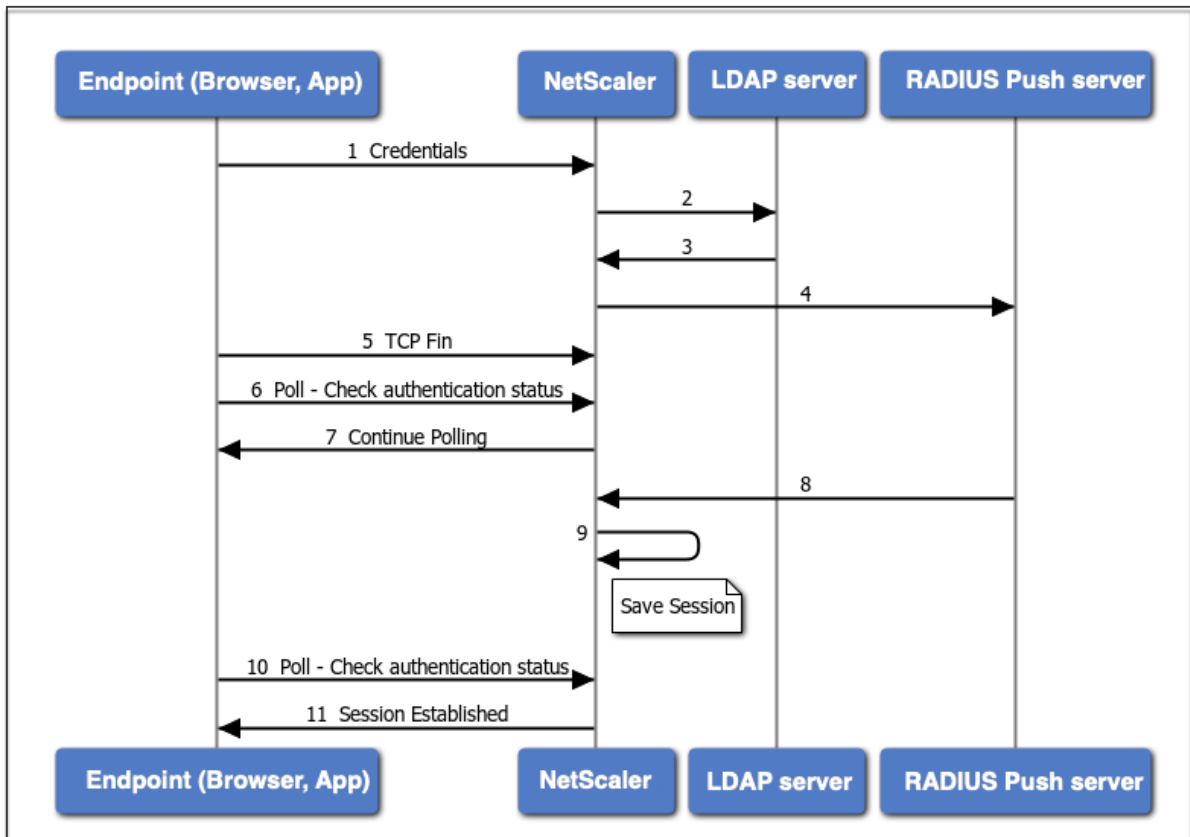 Endpoint (Browser, App)
NetScaler
LDAP server
RADIUS Push server
1 Credentials
2
3
4
5 TCP Fin
6 Poll - Check authentication status
7 Continue Polling
8
9
Save Session
10 Poll - Check authentication status
11 Session Established
Endpoint (Browser, App)
NetScaler
LDAP server
RADIUS Push server